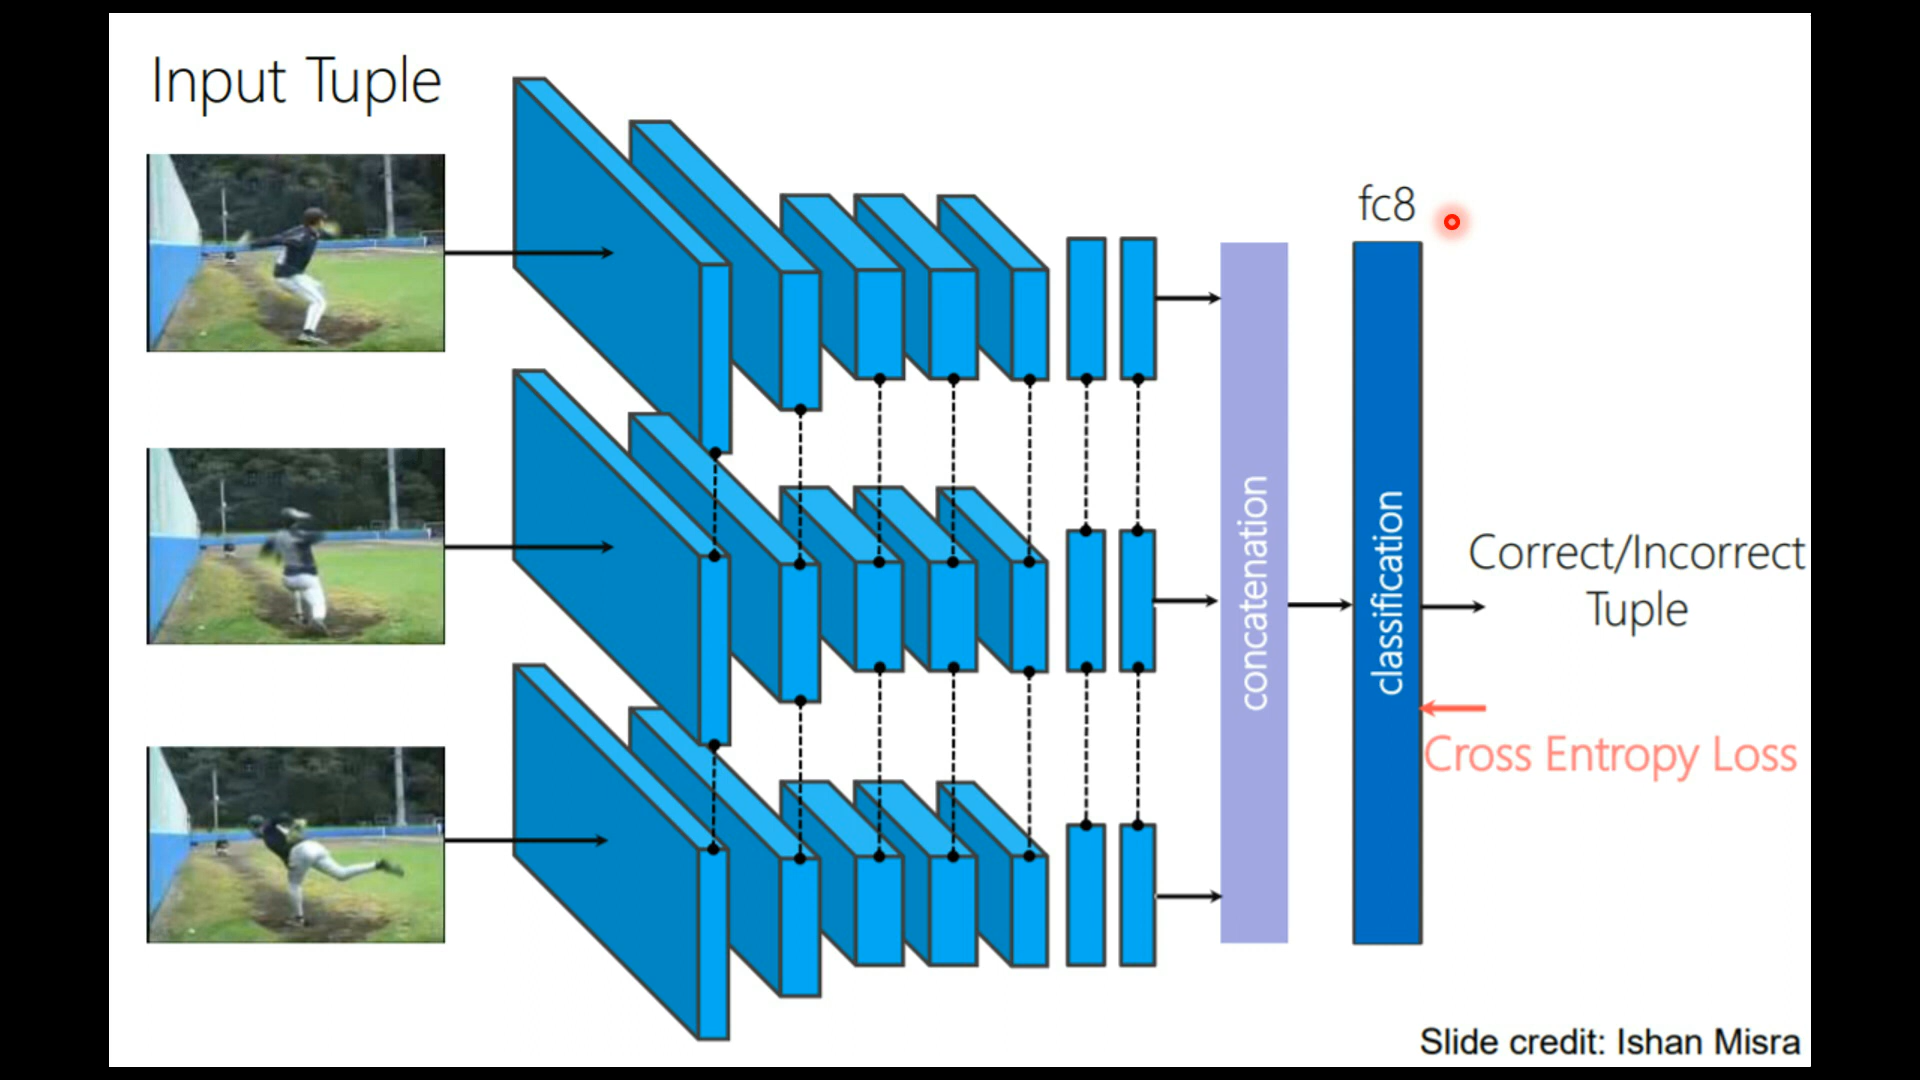 Input Tuple
fc8
concatenation
classification
Correct/Incorrect
Tuple
Cross Entropy Loss
Slide credit: Ishan Misra